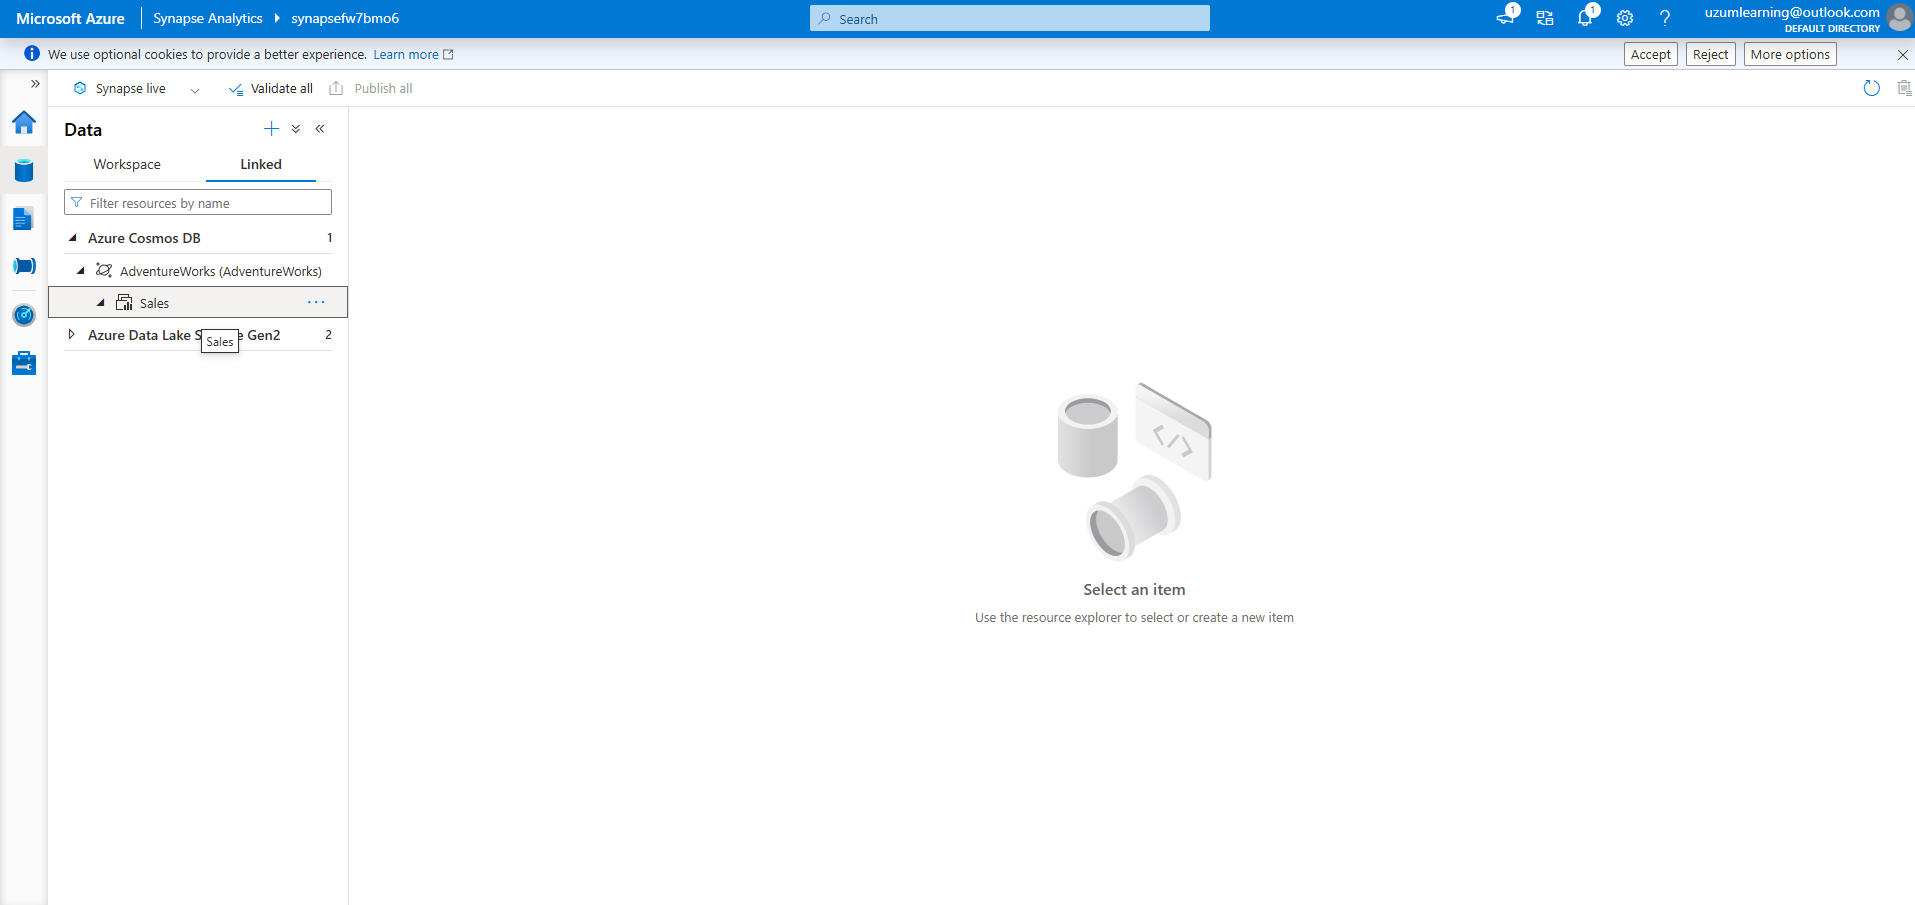 Microsoft Azure
Synapse Analytics
synapsefw7bmo6
Search
1
1
?
uzumlearning@outlook.com
DEFAULT DIRECTORY
We use optional cookies to provide a better experience. Learn more
Accept
Reject
More options
Synapse live
Validate all
Publish all
Data
Workspace
Linked
Filter resources by name
Azure Cosmos DB 1
AdventureWorks (AdventureWorks)
Sales ...
Azure Data Lake S e Gen2 2
Sales
</>
Select an item
Use the resource explorer to select or create a new item